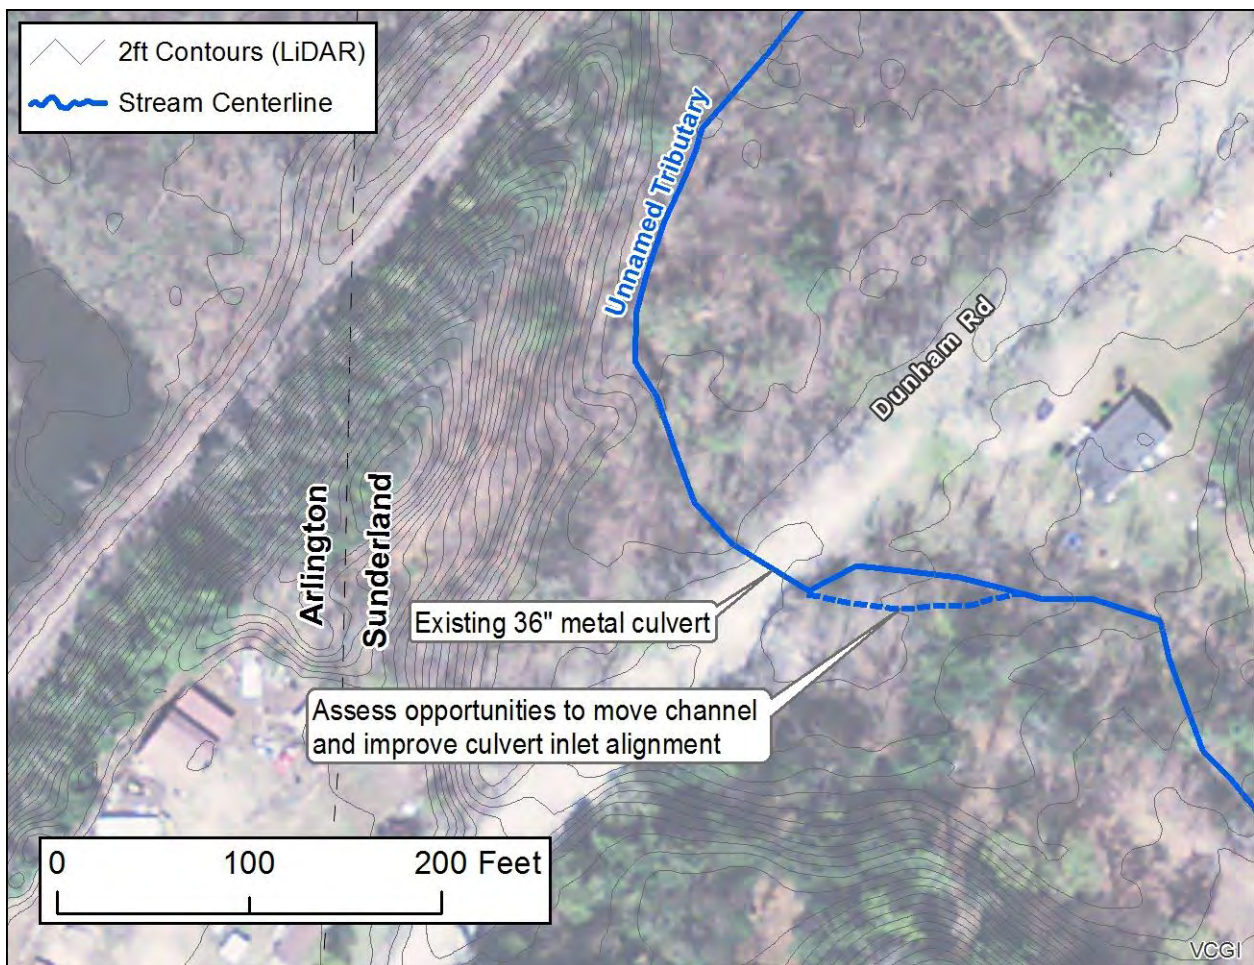 2ft Contours (LiDAR)
Stream Centerline
Unnamed Tributary
Dunham Rd
Arlington
Sunderland
Existing 36" metal culvert
Assess opportunities to move channel
and improve culvert inlet alignment
0 100 200 Feet
VCGI